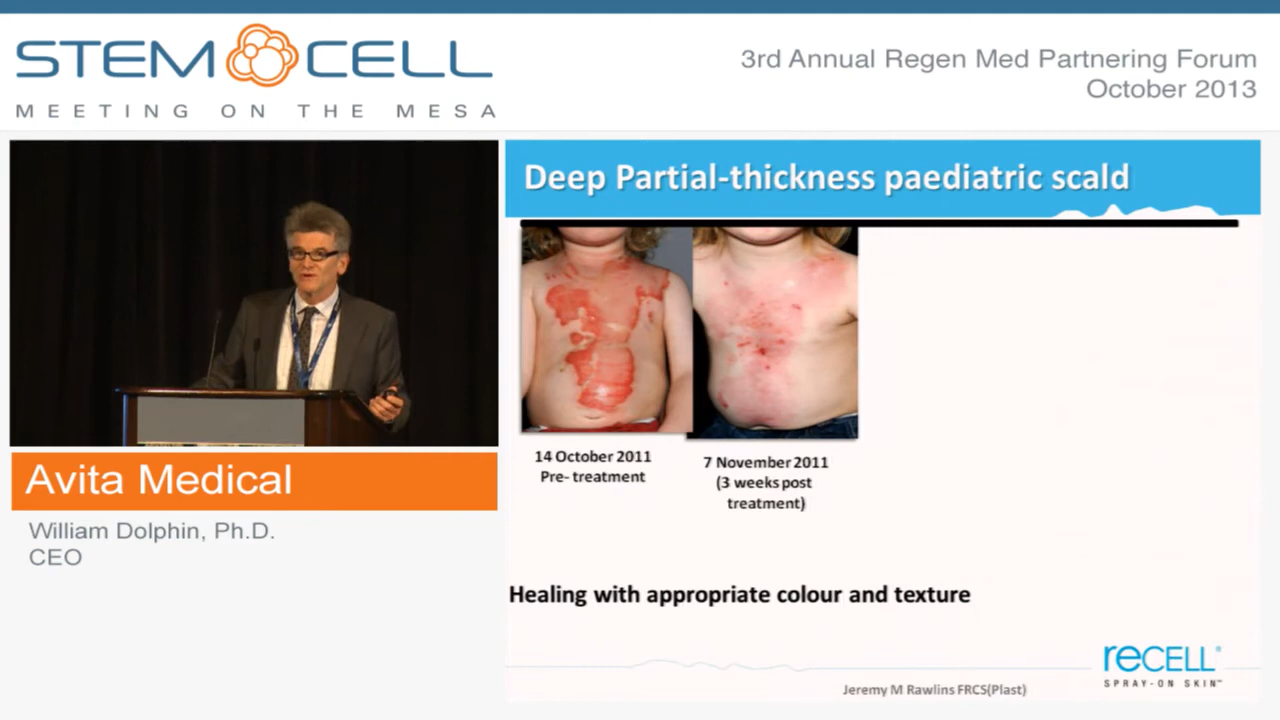 STEM CELL
MEETING ON THE MESA
3rd Annual Regen Med Partnering Forum
October 2013
Deep Partial-thickness paediatric scald
14 October 2011
Pre- treatment
7 November 2011
(3 weeks post
treatment)
Avita Medical
William Dolphin, Ph.D.
CEO
Healing with appropriate colour and texture
reCELL®
SPRAY-ON SKIN™
Jeremy M Rawlins FRCS(Plast)